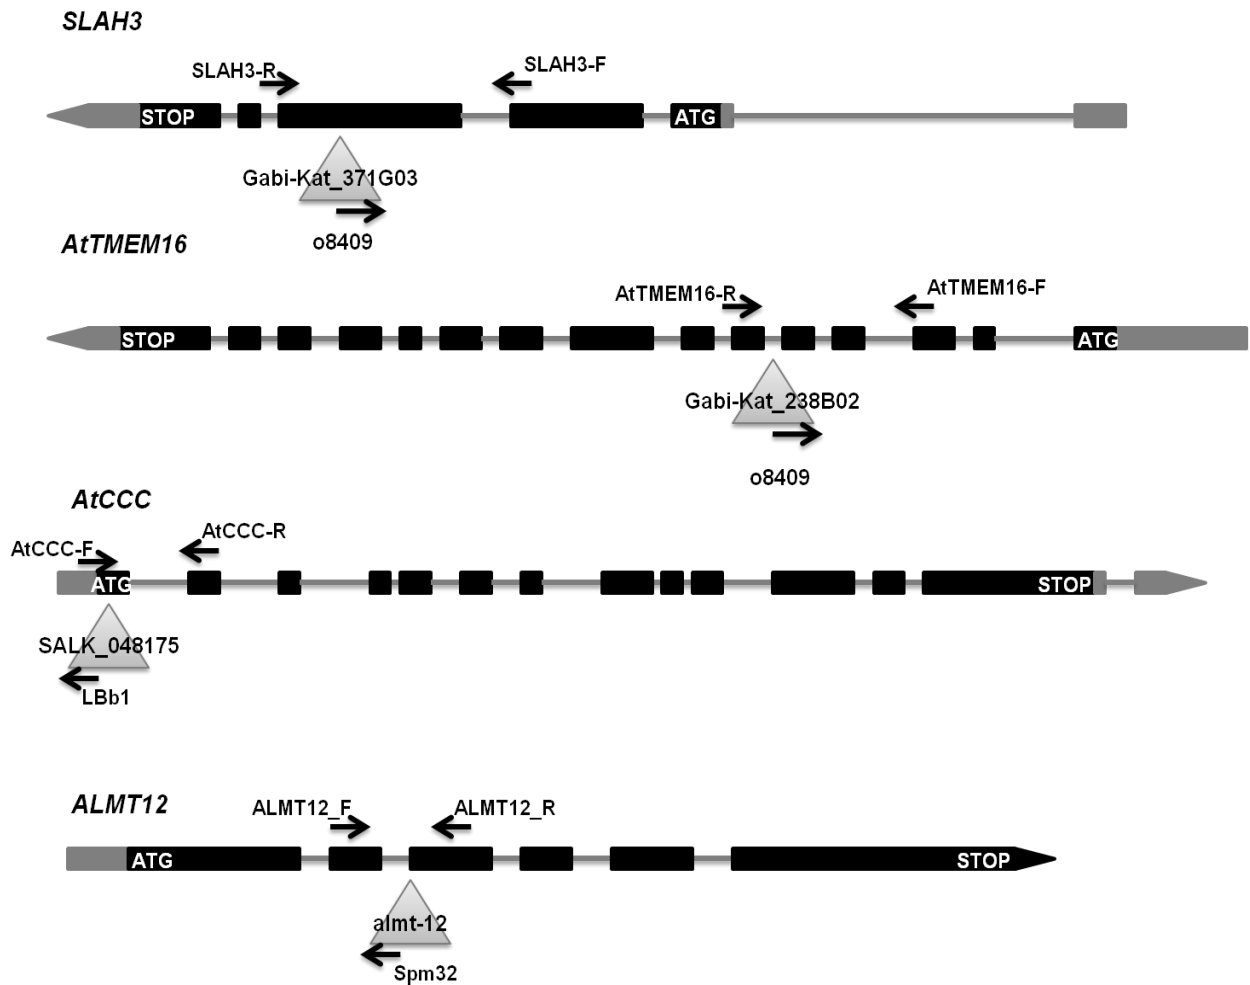 SLAH3
SLAH3-R
SLAH3-F
STOP
ATG
Gabi-Kat_371G03
o8409
AtTMEM16
AtTMEM16-R
AtTMEM16-F
STOP
ATG
Gabi-Kat_238B02
o8409
AtCCC
AtCCC-F
AtCCC-R
ATG
STOP
SALK_048175
LBb1
ALMT12
ALMT12_F
ALMT12_R
ATG
STOP
almt-12
Spm32